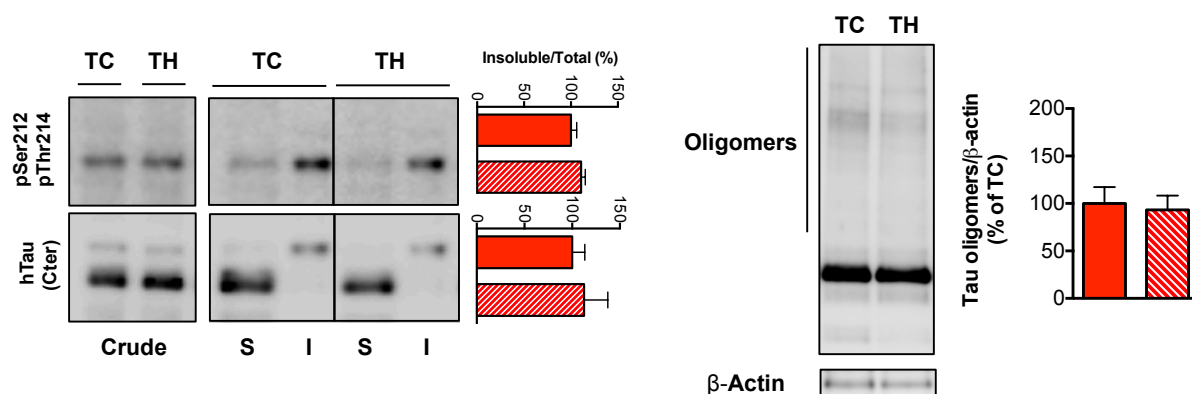 TC TH TC TH
Insoluble/Total (%)
0 50 100 150
pSer212
pThr214
0 50 100 150
hTau
(Cter)
Crude S I S I
TC TH
Oligomers
β-Actin
Tau oligomers/β-actin
(% of TC)
200
150
100
50
0